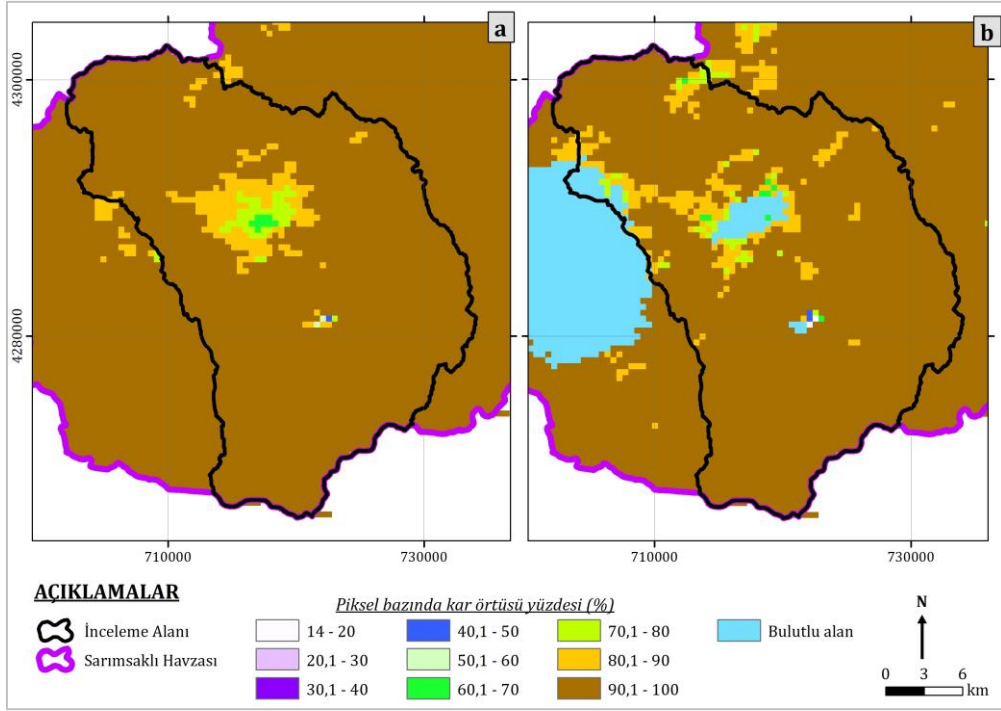 a
b
4300000
4280000
710000
730000
710000
730000
AÇIKLAMALAR
İnceleme Alanı
Sarımsaklı Havzası
Piksel bazında kar örtüsü yüzdesi (%)
14 - 20
20,1 - 30
30,1 - 40
40,1 - 50
50,1 - 60
60,1 - 70
70,1 - 80
80,1 - 90
90,1 - 100
Bulutlu alan
N
0 3 6
km